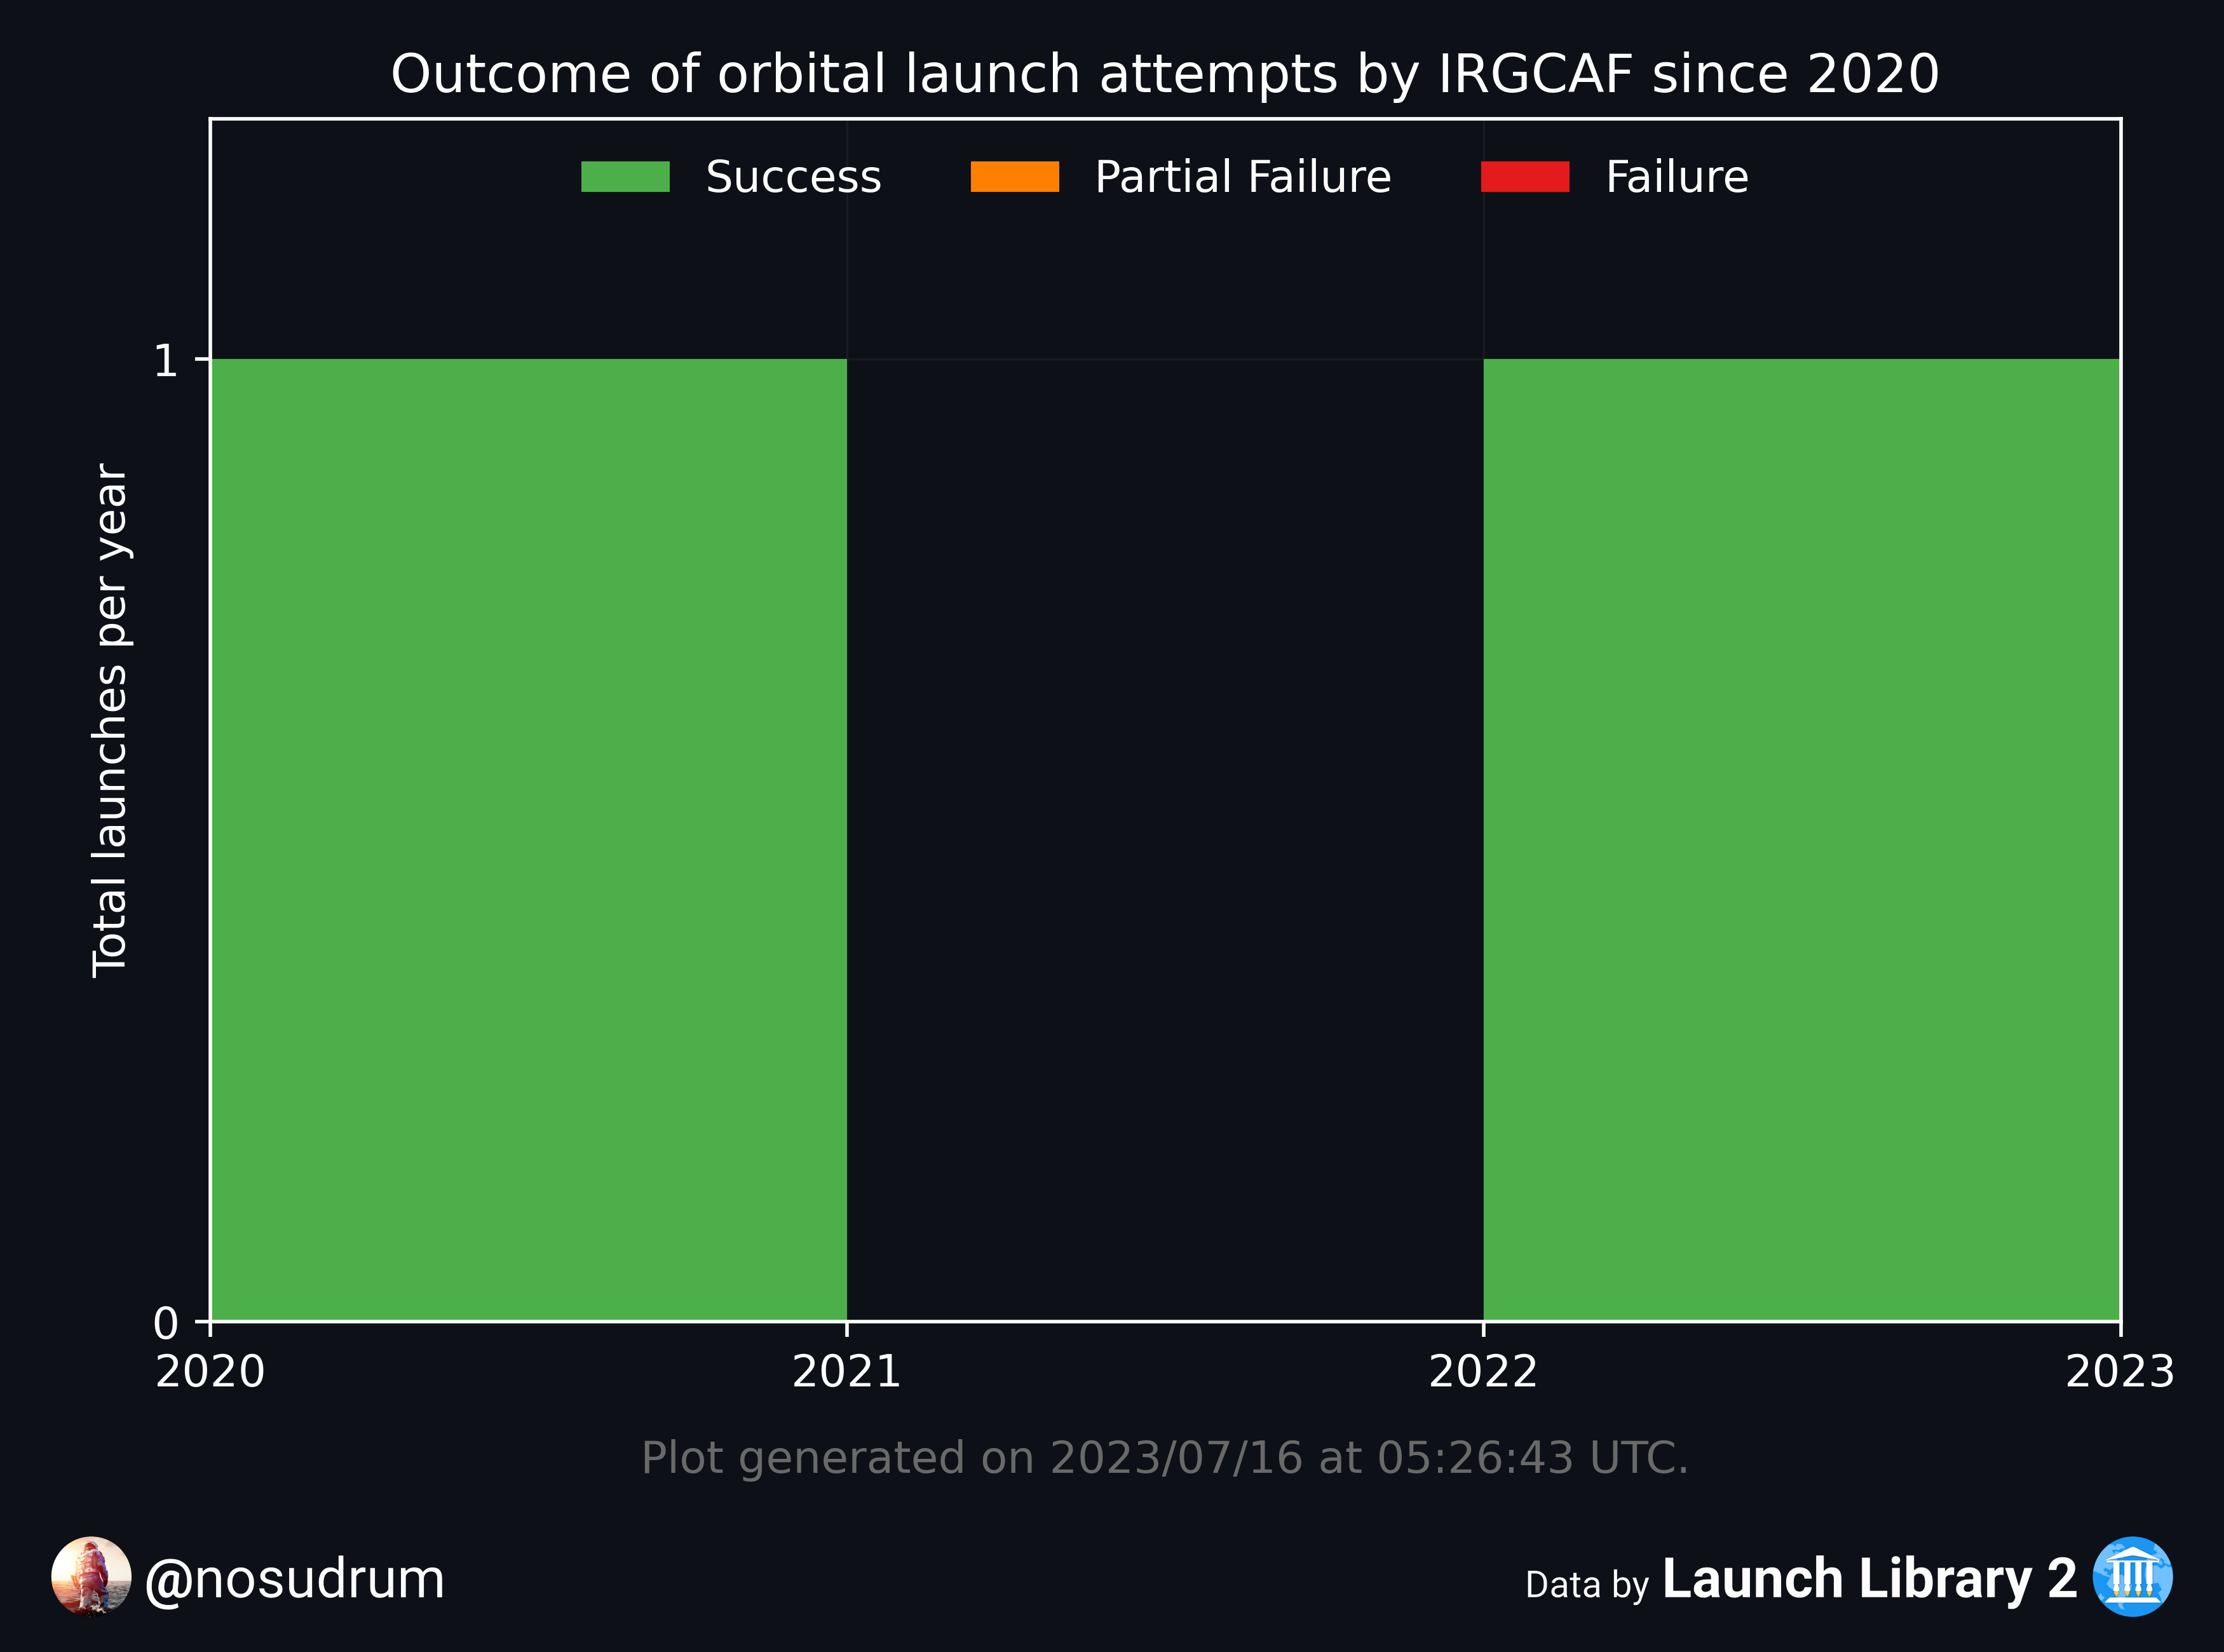 Outcome of orbital launch attempts by IRGCAF since 2020
Success
Partial Failure
Failure
Total launches per year
1
0
2020
2021
2022
2023
Plot generated on 2023/07/16 at 05:26:43 UTC.
@nosudrum
Data by Launch Library 2